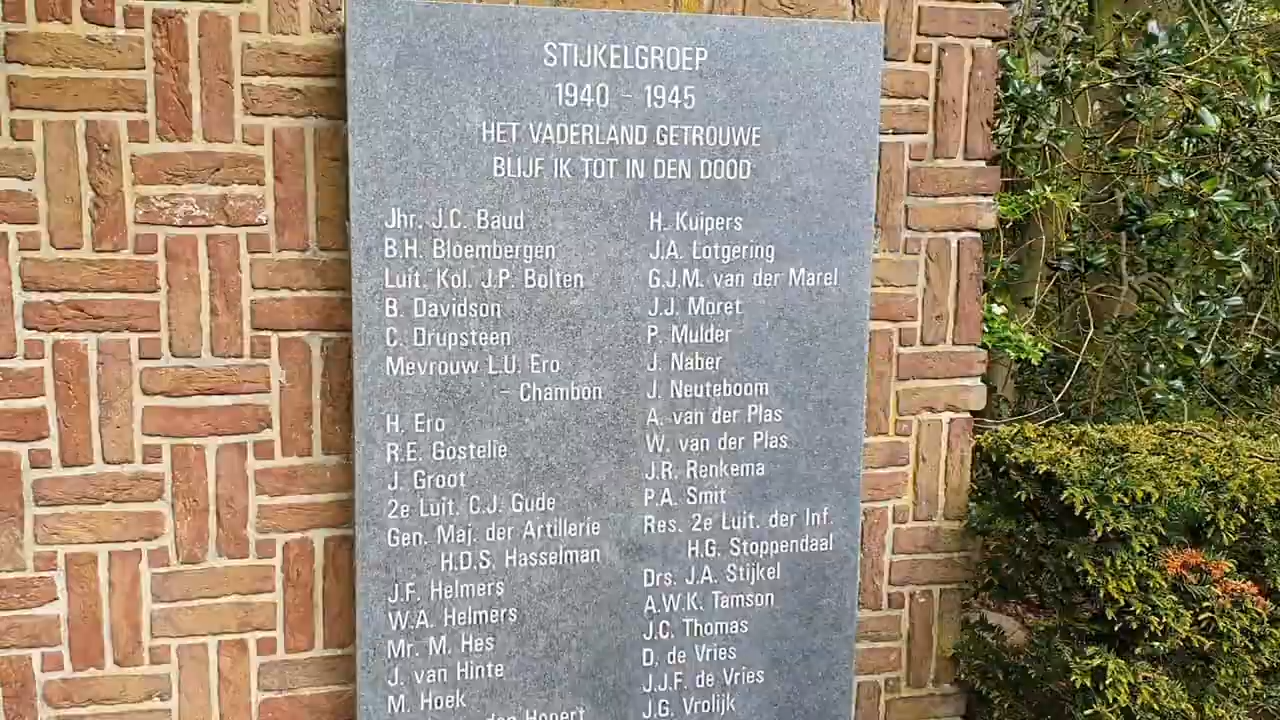 STIJKELGROEP
1940 - 1945
HET VADERLAND GETROUWE
BLIJF IK TOT IN DEN DOOD
Jhr. J.C. Baud
B.H. Bloembergen
Luit. Kol. J.P. Bolten
B. Davidson
C. Drupsteen
Mevrouw L.U. Ero
- Chambon
H. Ero
R.E. Gostelie
J. Groot
2e Luit. C.J. Gude
Gen. Maj. der Artillerie
H.D.S. Hasselman
J.F. Helmers
W.A. Helmers
Mr. M. Hes
J. van Hinte
M. Hoek
H. Kuipers
J.A. Lotgering
G.J.M. van der Marel
J.J. Moret
P. Mulder
J. Naber
J. Neuteboom
A. van der Plas
W. van der Plas
J.R. Renkema
P.A. Smit
Res. 2e Luit. der Inf.
H.G. Stoppendaal
Drs. J.A. Stijkel
A.W.K. Tamson
J.C. Thomas
D. de Vries
J.J.F. de Vries
J.G. Vrolijk